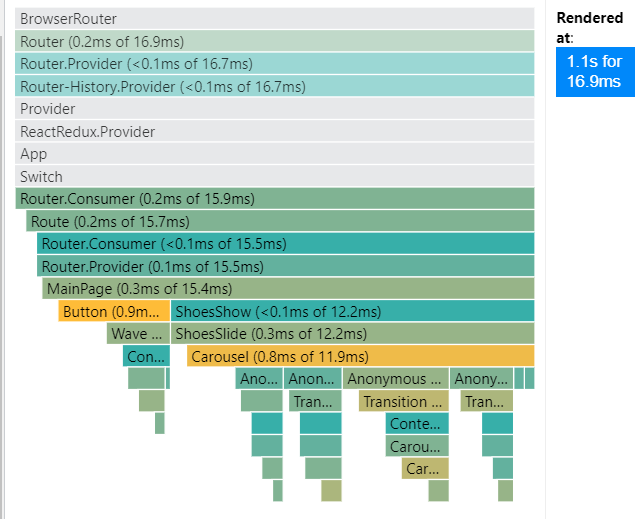 BrowserRouter
Router (0.2ms of 16.9ms)
Router.Provider (<0.1ms of 16.7ms)
Router-History.Provider (<0.1ms of 16.7ms)
Provider
ReactRedux.Provider
App
Switch
Router.Consumer (0.2ms of 15.9ms)
Route (0.2ms of 15.7ms)
Router.Consumer (<0.1ms of 15.5ms)
Router.Provider (0.1ms of 15.5ms)
MainPage (0.3ms of 15.4ms)
Button (0.9m... ShoesShow (<0.1ms of 12.2ms)
Wave ... ShoesSlide (0.3ms of 12.2ms)
Con... Carousel (0.8ms of 11.9ms)
Ano... Anon... Anonymous ... Anony...
Tran... Transition ... Tran...
Conte...
Carou...
Car...
Rendered
at:
1.1s for
16.9ms